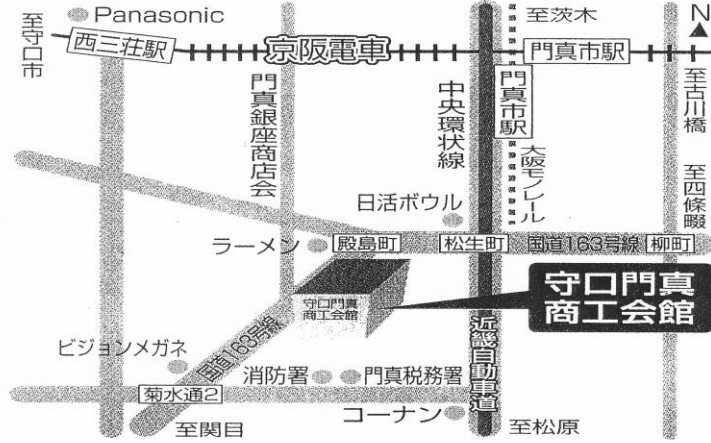 Panasonic
至茨木
N
至守口市
西三荘駅
京阪電車
門真市駅
至古川橋
門真銀座商店会
中央環状線
門真市駅
大阪モノレール
至四條畷
日活ボウル
ラーメン
殿島町
松生町
国道163号線
柳町
守口門真
商工会館
守口門真
商工会館
国道163号線
近畿自動車道
ビジョンメガネ
消防署
門真税務署
菊水通2
コーナン
至関目
至松原